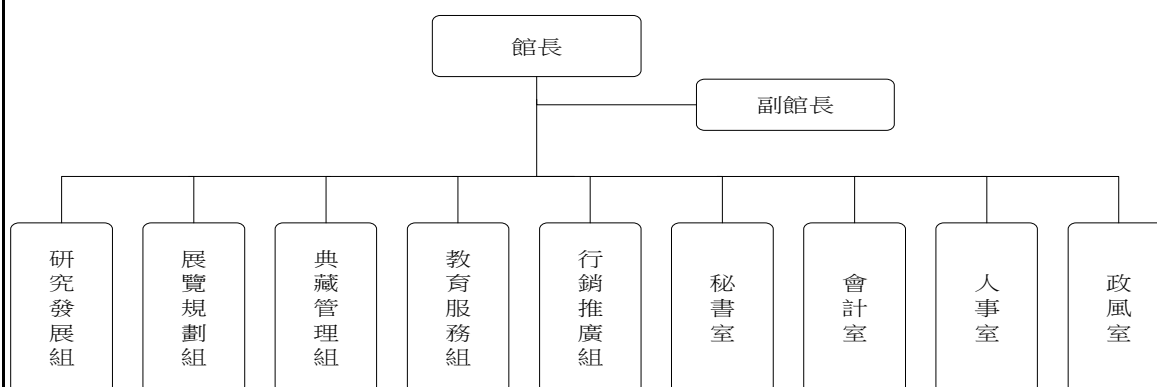 館長
副館長
研究發展組
展覽規劃組
典藏管理組
教育服務組
行銷推廣組
秘書室
會計室
人事室
政風室